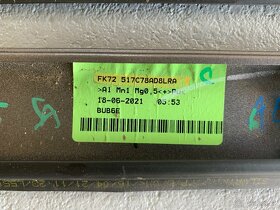 FK72 517C78AD8LRA
>Al Mn1 Mg0,5<+>
18-06-2021 05:53
BUBGE